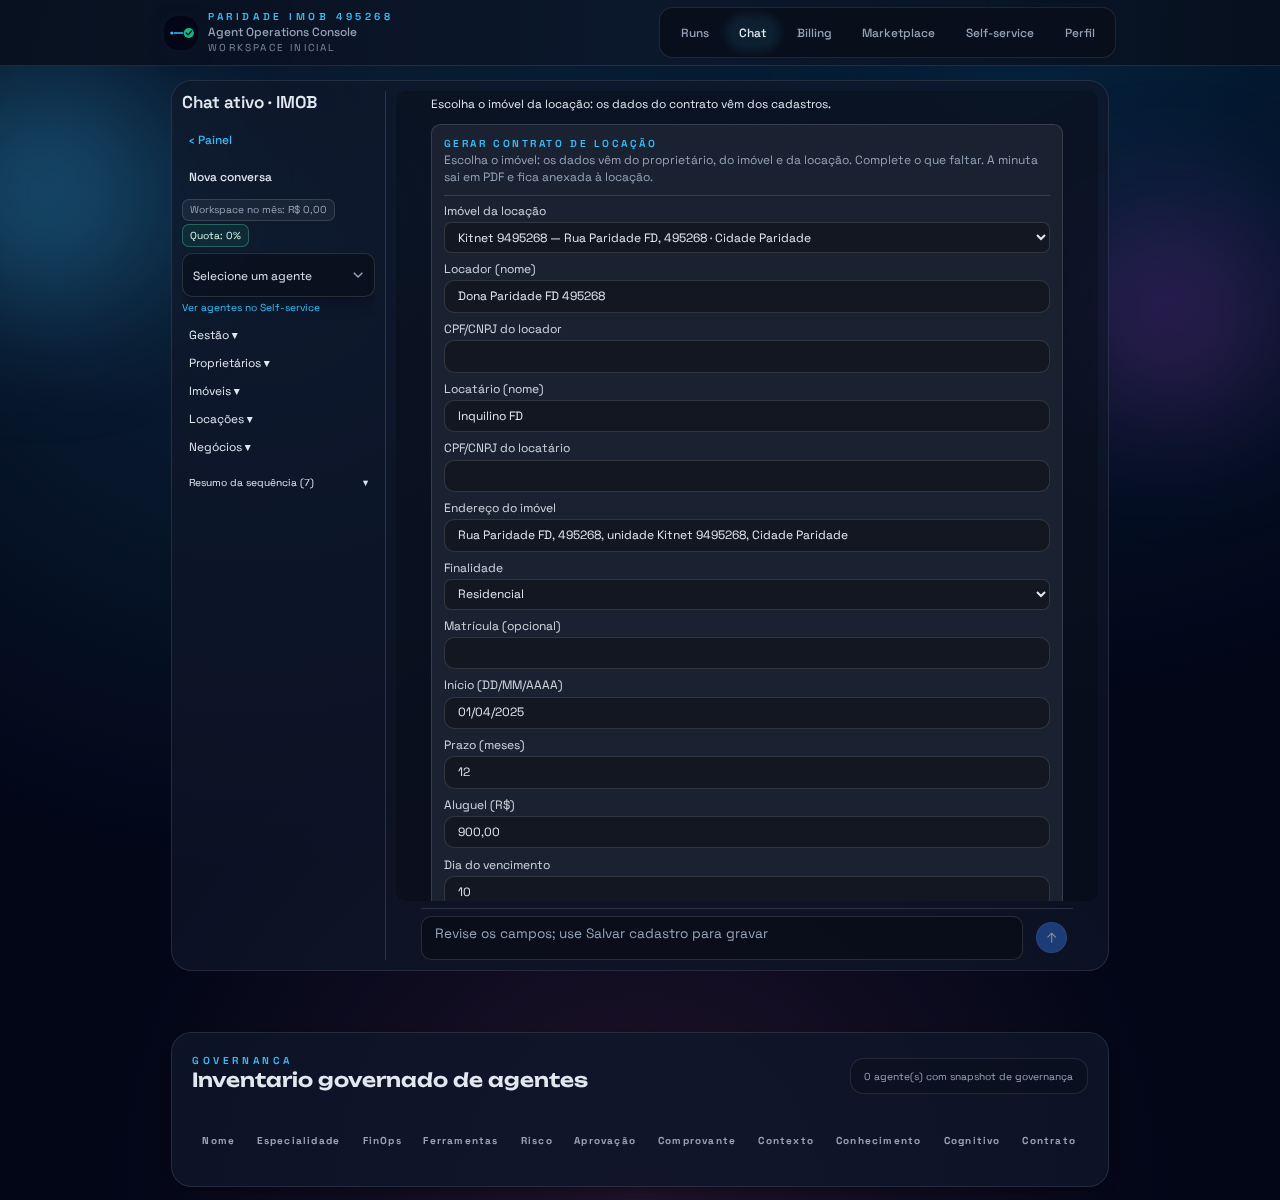 PARIDADE IMOB 495268
Agent Operations Console
WORKSPACE INICIAL
Runs
Chat
Billing
Marketplace
Self-service
Perfil
Chat ativo · IMOB
< Painel
Nova conversa
Workspace no mês: R$ 0,00
Quota: 0%
Selecione um agente
Ver agentes no Self-service
Gestão ▾
Proprietários ▾
Imóveis ▾
Locações ▾
Negócios ▾
Resumo da sequência (7) ▾
Escolha o imóvel da locação: os dados do contrato vêm dos cadastros.
GERAR CONTRATO DE LOCAÇÃO
Escolha o imóvel: os dados vêm do proprietário, do imóvel e da locação. Complete o que faltar. A minuta
sai em PDF e fica anexada à locação.
Imóvel da locação
Kitnet 9495268 — Rua Paridade FD, 495268 · Cidade Paridade
Locador (nome)
Dona Paridade FD 495268
CPF/CNPJ do locador
Locatário (nome)
Inquilino FD
CPF/CNPJ do locatário
Endereço do imóvel
Rua Paridade FD, 495268, unidade Kitnet 9495268, Cidade Paridade
Finalidade
Residencial
Matrícula (opcional)
Início (DD/MM/AAAA)
01/04/2025
Prazo (meses)
12
Aluguel (R$)
900,00
Dia do vencimento
10
Revise os campos; use Salvar cadastro para gravar
GOVERNANCA
Inventario governado de agentes
0 agente(s) com snapshot de governança
Nome Especialidade FinOps Ferramentas Risco Aprovação Comprovante Contexto Conhecimento Cognitivo Contrato